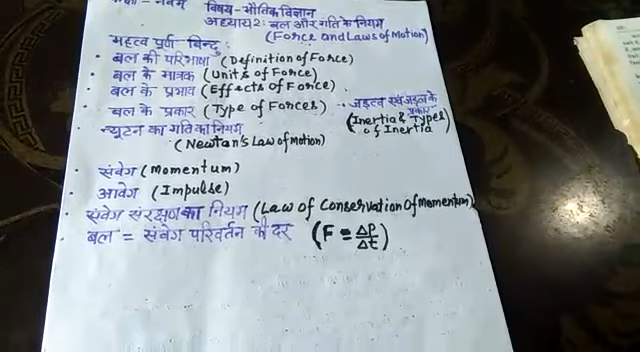 कक्षा - नवम् विषय - भौतिक विज्ञान
अध्याय 2: बल और गति के नियम
(Force and Laws of Motion)
महत्व पूर्ण बिन्दु :
• बल की परिभाषा (Definition of Force)
• बल के मात्रक (Units of Force)
• बल के प्रभाव (Effects of Force)
• बल के प्रकार (Type of Forces)
• जड़त्व एवं जड़त्व के प्रकार
(Inertia & Types of Inertia)
• न्यूटन का गति का नियम
(Newton's Law of Motion)
• संवेग (Momentum)
• आवेग (Impulse)
• संवेग संरक्षण का नियम (Law of Conservation of Momentum)
• बल = संवेग परिवर्तन की दर (F = ΔP/Δt)